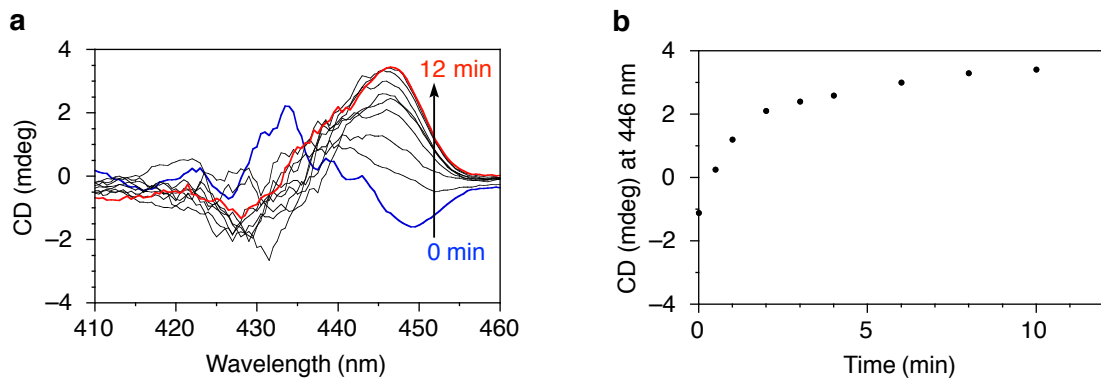 a
CD (mdeg)
4
2
0
–2
–4
12 min
0 min
410
420
430
440
450
460
Wavelength (nm)
b
CD (mdeg) at 446 nm
4
2
0
–2
–4
0
5
10
Time (min)